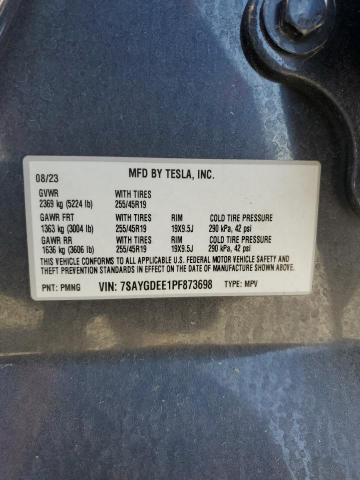 08/23 MFD BY TESLA, INC.
GVWR WITH TIRES
2369 kg (5224 lb) 255/45R19
GAWR FRT WITH TIRES RIM COLD TIRE PRESSURE
1363 kg (3004 lb) 255/45R19 19X9.5J 290 kPa, 42 psi
GAWR RR WITH TIRES RIM COLD TIRE PRESSURE
1636 kg (3606 lb) 255/45R19 19X9.5J 290 kPa, 42 psi
THIS VEHICLE CONFORMS TO ALL APPLICABLE U.S. FEDERAL MOTOR VEHICLE SAFETY AND
THEFT PREVENTION STANDARDS IN EFFECT ON THE DATE OF MANUFACTURE SHOWN ABOVE.
PNT: PMNG VIN: 7SAYGDEE1PF873698 TYPE: MPV